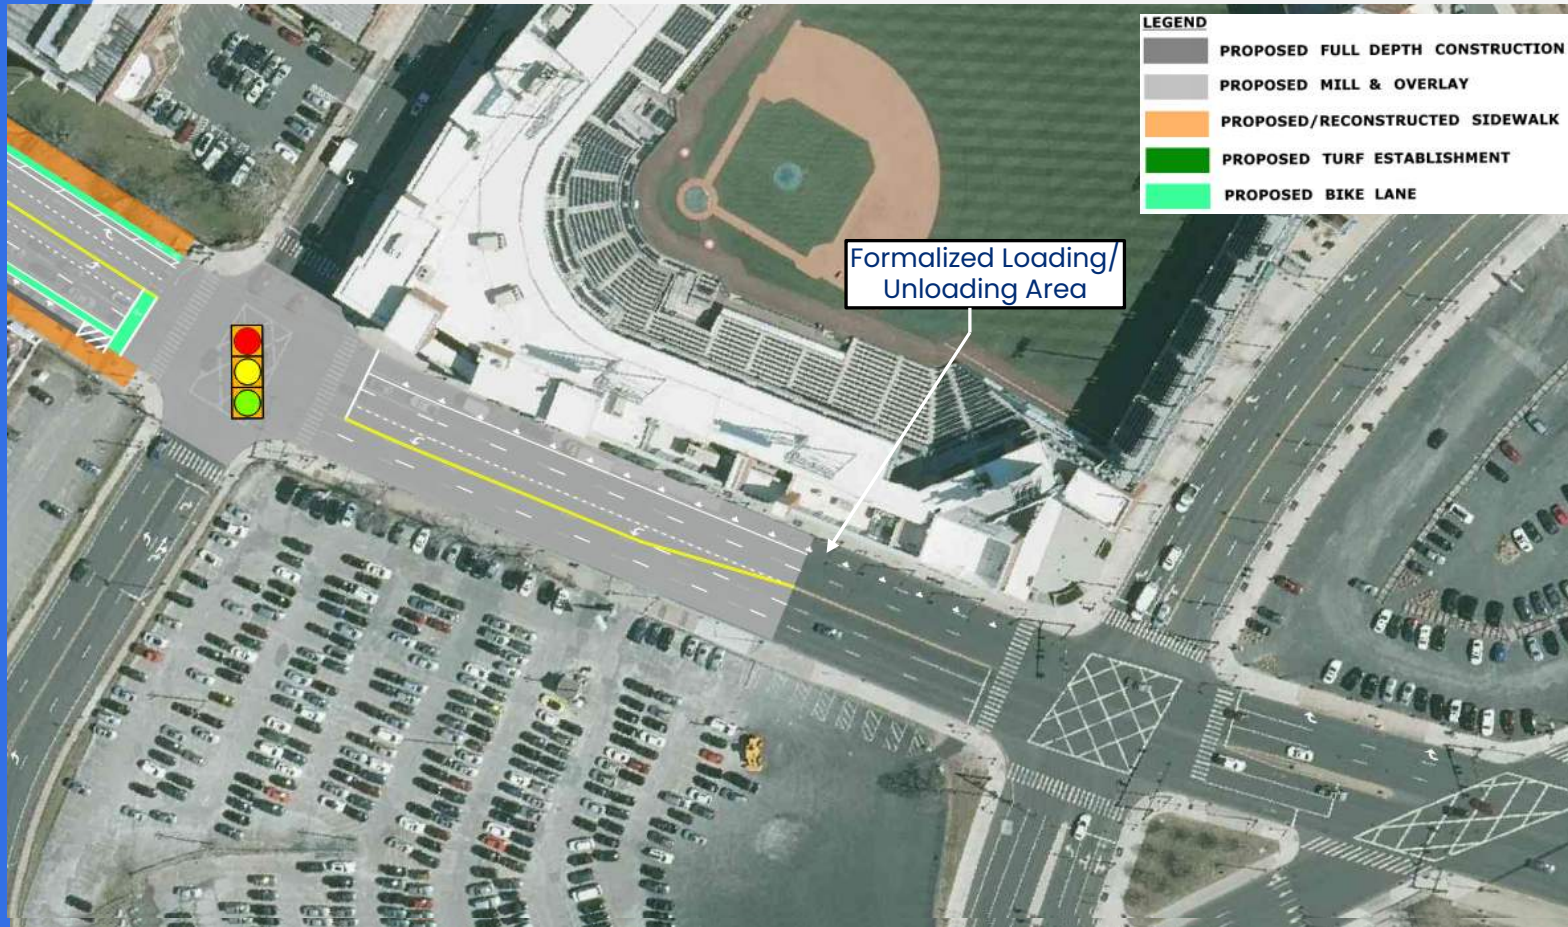 LEGEND
PROPOSED FULL DEPTH CONSTRUCTION
PROPOSED MILL & OVERLAY
PROPOSED/RECONSTRUCTED SIDEWALK
PROPOSED TURF ESTABLISHMENT
PROPOSED BIKE LANE
Formalized Loading/
Unloading Area